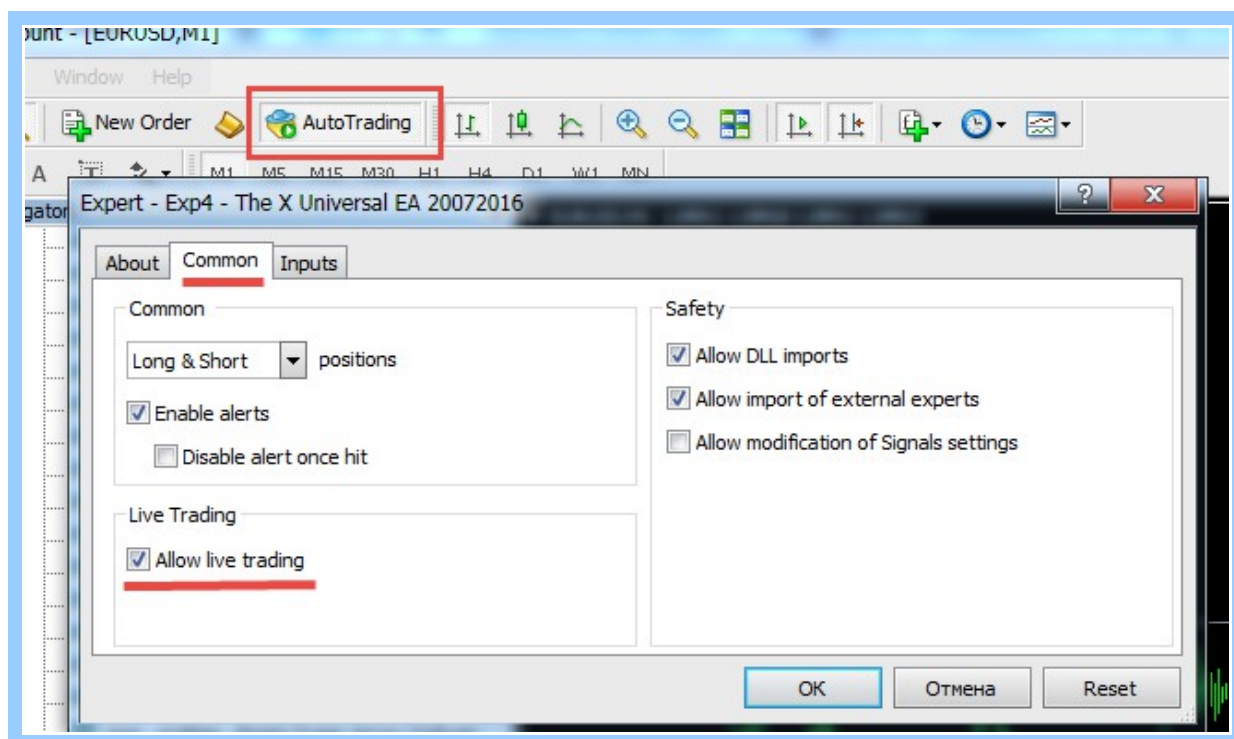 ount - [EURUSD,M1]
Window Help
New Order AutoTrading
A T M1 M5 M15 M30 H1 H4 D1 W1 MN
gator
Expert - Exp4 - The X Universal EA 20072016 ? X
About Common Inputs
Common
Long & Short positions
Enable alerts
Disable alert once hit
Live Trading
Allow live trading
Safety
Allow DLL imports
Allow import of external experts
Allow modification of Signals settings
OK Отмена Reset